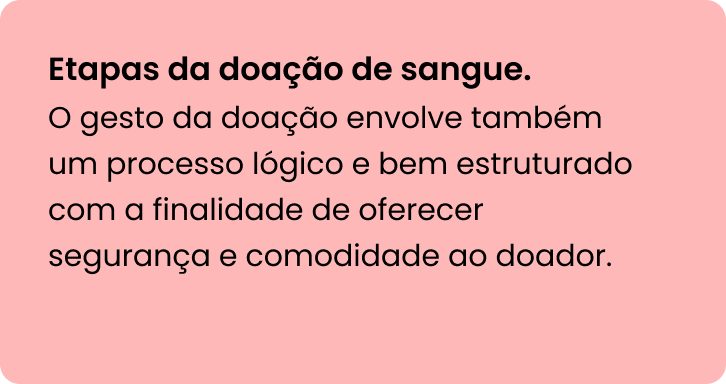 Etapas da doação de sangue.
O gesto da doação envolve também
um processo lógico e bem estruturado
com a finalidade de oferecer
segurança e comodidade ao doador.